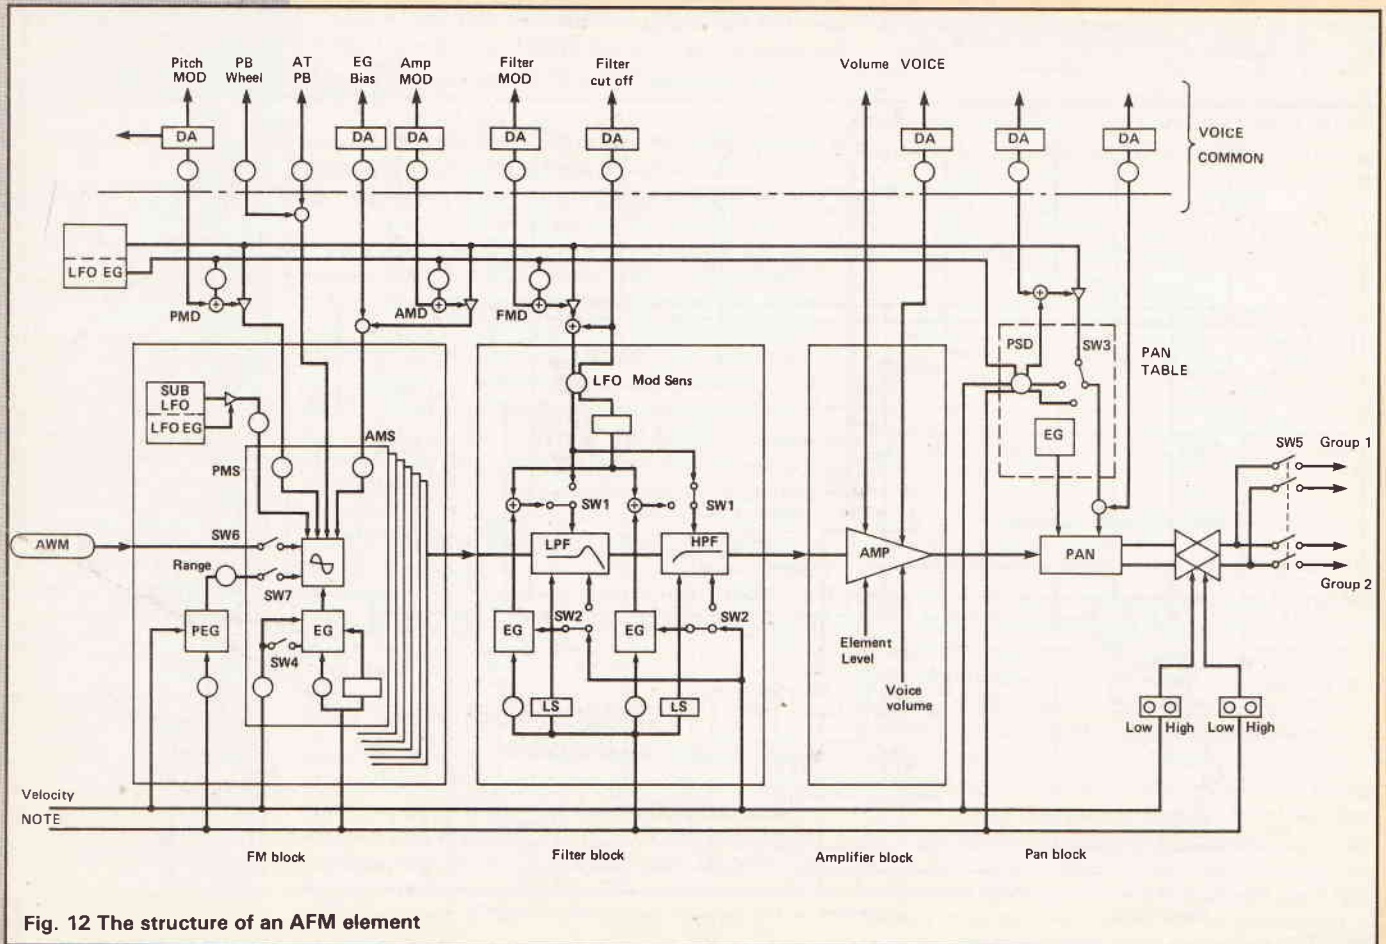 Pitch MOD
PB Wheel
AT PB
EG Bias
Amp MOD
Filter MOD
Filter cut off
Volume
VOICE
DA
DA
DA
DA
DA
DA
DA
DA
VOICE COMMON
LFO EG
PMD
AMD
FMD
PSD
SW3
PAN TABLE
EG
SUB LFO
LFO EG
PMS
AMS
LFO
Mod Sens
SW1
SW1
SW5
Group 1
Group 2
AWM
SW6
Range
SW7
PEG
EG
SW4
LPF
HPF
EG
SW2
EG
SW2
LS
LS
AMP
Element Level
Voice volume
PAN
Low
High
Low
High
Velocity
NOTE
FM block
Filter block
Amplifier block
Pan block
Fig. 12 The structure of an AFM element